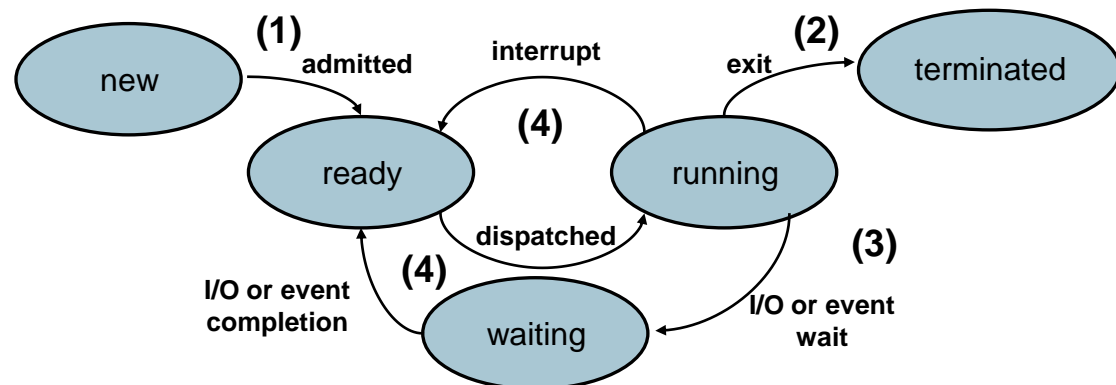 (1)
interrupt
(2)
new
admitted
exit
terminated
(4)
ready
running
dispatched
(3)
(4)
I/O or event
completion
waiting
I/O or event
wait